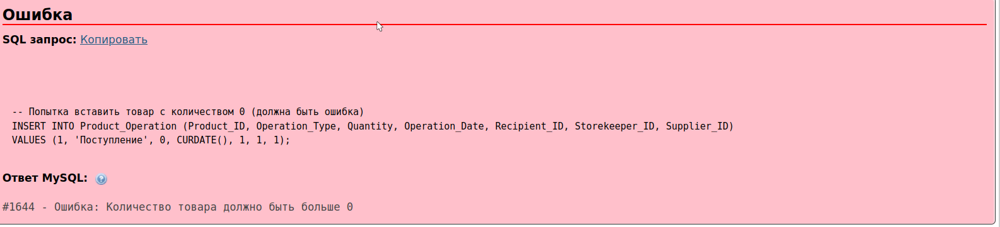 Ошибка
SQL запрос: Копировать
-- Попытка вставить товар с количеством 0 (должна быть ошибка)
INSERT INTO Product_Operation (Product_ID, Operation_Type, Quantity, Operation_Date, Recipient_ID, Storekeeper_ID, Supplier_ID)
VALUES (1, 'Поступление', 0, CURDATE(), 1, 1, 1);
Ответ MySQL:
#1644 - Ошибка: Количество товара должно быть больше 0